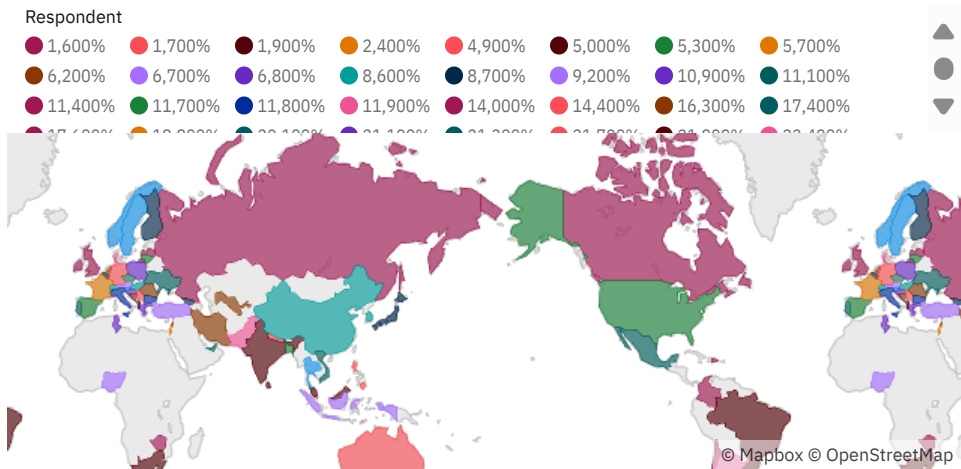 Respondent
1,600% 1,700% 1,900% 2,400% 4,900% 5,000% 5,300% 5,700%
6,200% 6,700% 6,800% 8,600% 8,700% 9,200% 10,900% 11,100%
11,400% 11,700% 11,800% 11,900% 14,000% 14,400% 16,300% 17,400%
© Mapbox © OpenStreetMap